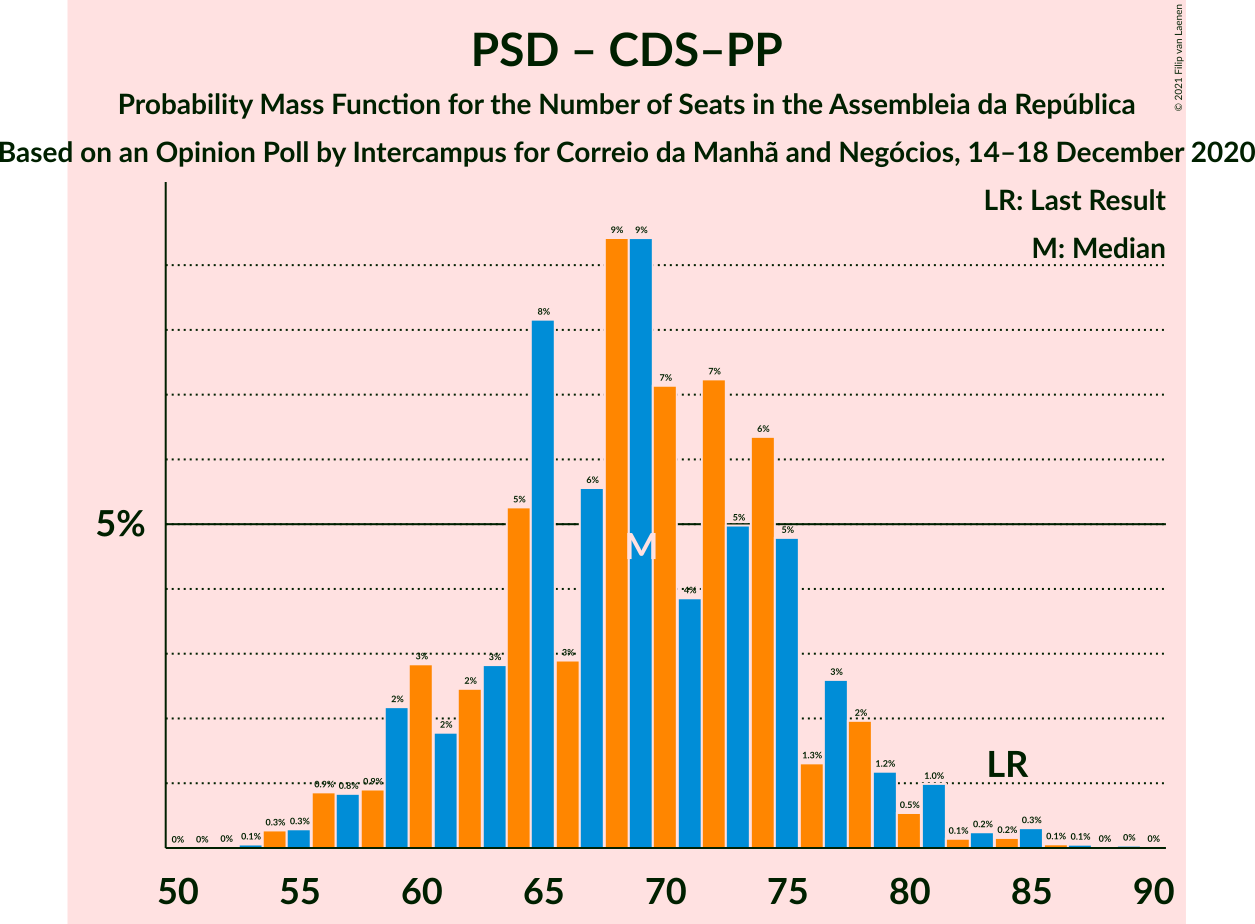 PSD – CDS–PP
Probability Mass Function for the Number of Seats in the Assembleia da República
Based on an Opinion Poll by Intercampus for Correio da Manhã and Negócios, 14–18 December 2020
© 2021 Filip van Laenen
LR: Last Result
M: Median
5%
0% 0% 0% 0.1% 0.3% 0.3% 0.9% 0.8% 0.9% 2% 3% 2% 2% 3% 5% 8% 3% 6% 9% 9% 7% 4% 7% 5% 6% 5% 1.3% 3% 2% 1.2% 0.5% 1.0% 0.1% 0.2% 0.2% 0.3% 0.1% 0.1% 0% 0% 0%
M
LR
50 55 60 65 70 75 80 85 90